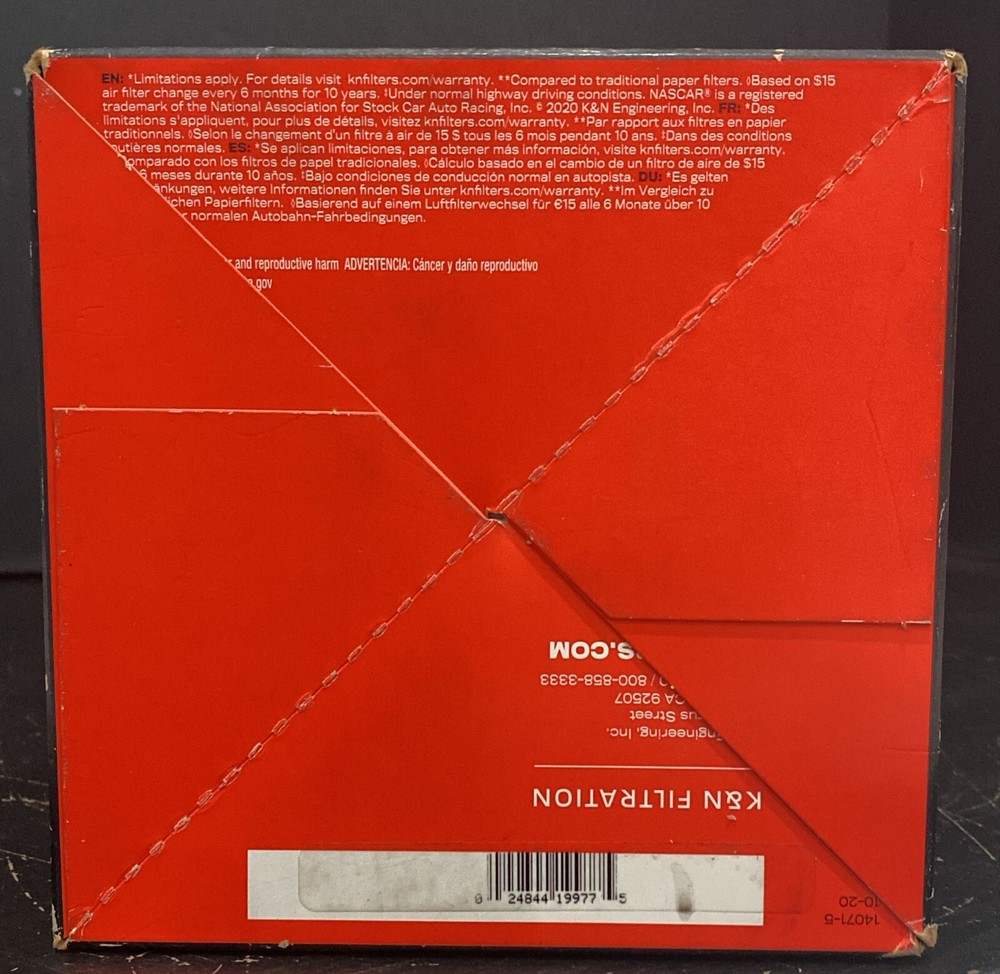 EN: *Limitations apply. For details visit knfilters.com/warranty. **Compared to traditional paper filters. ◊Based on $15
air filter change every 6 months for 10 years. ‡Under normal highway driving conditions. NASCAR® is a registered
trademark of the National Association for Stock Car Auto Racing, Inc. © 2020 K&N Engineering, Inc. FR: *Des
limitations s'appliquent, pour plus de détails, visitez knfilters.com/warranty. **Par rapport aux filtres en papier
traditionnels. ◊Selon le changement d'un filtre à air de 15 $ tous les 6 mois pendant 10 ans. ‡Dans des conditions
outières normales. ES: *Se aplican limitaciones, para obtener más información, visite knfilters.com/warranty.
omparado con los filtros de papel tradicionales. ◊Cálculo basado en el cambio de un filtro de aire de $15
6 meses durante 10 años. ‡Bajo condiciones de conducción normal en autopista. DU: *Es gelten
änkungen, weitere Informationen finden Sie unter knfilters.com/warranty. **Im Vergleich zu
ichen Papierfiltern. ◊Basierend auf einem Luftfilterwechsel für €15 alle 6 Monate über 10
r normalen Autobahn-Fahrbedingungen.
and reproductive harm ADVERTENCIA: Cáncer y daño reproductivo
.gov
K&N FILTRATION
ngineering, Inc.
us Street
CA 92507
/ 800-858-3333
S.COM
0 24844 19977 5
14071-5
10-20